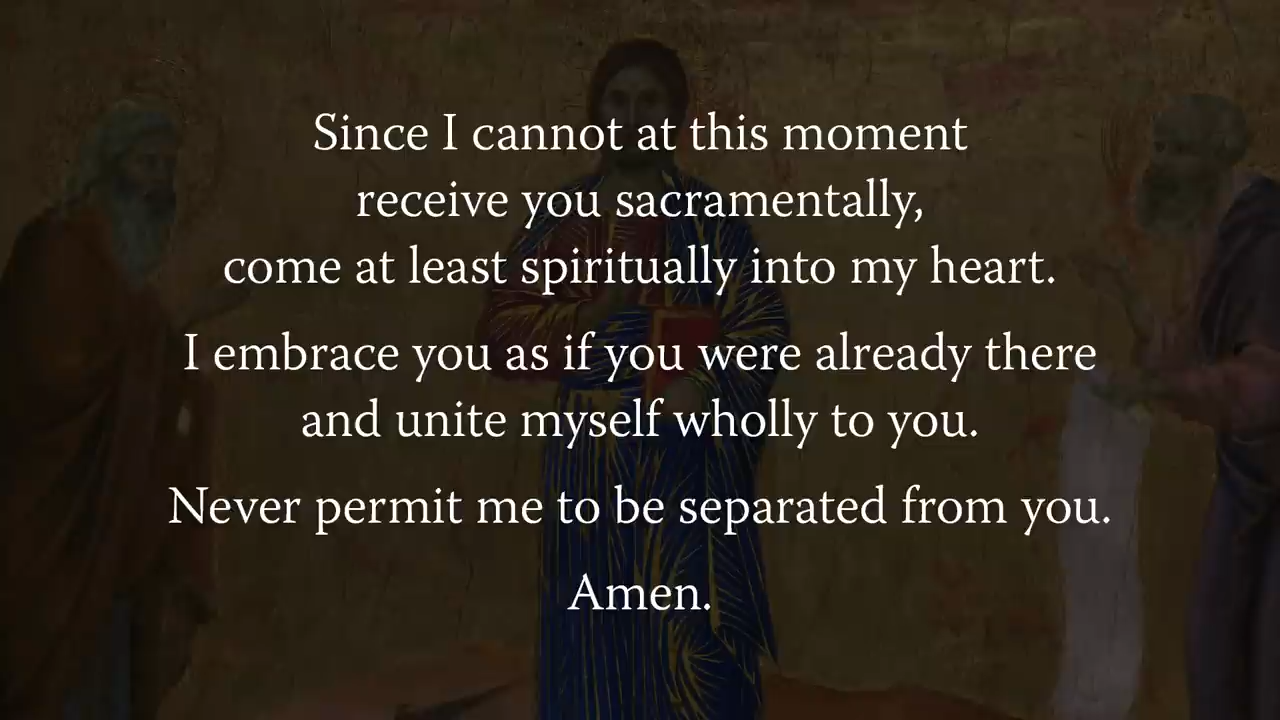 Since I cannot at this moment
receive you sacramentally,
come at least spiritually into my heart.
I embrace you as if you were already there
and unite myself wholly to you.
Never permit me to be separated from you.
Amen.